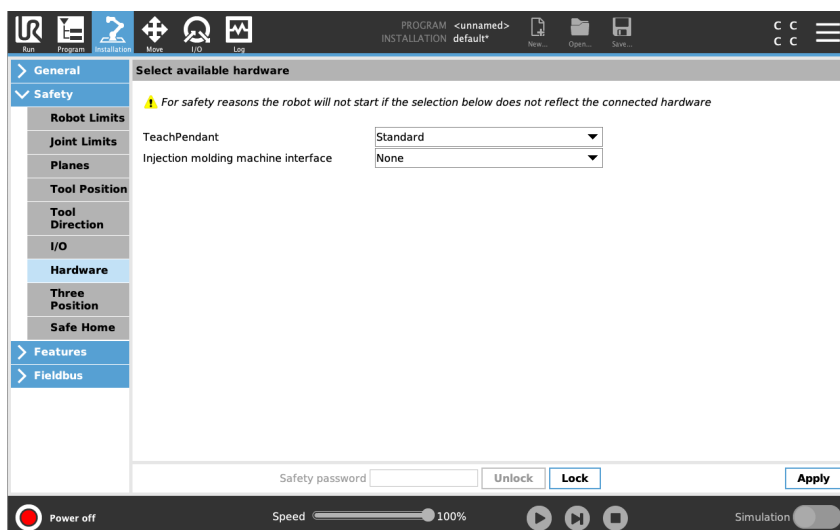 PROGRAM <unnamed>
INSTALLATION default*
C C
C C
Run Program Installation Move I/O Log New... Open... Save...
General
Select available hardware
Safety
For safety reasons the robot will not start if the selection below does not reflect the connected hardware
Robot Limits
TeachPendant Standard
Joint Limits
Injection molding machine interface None
Planes
Tool Position
Tool
Direction
I/O
Hardware
Three
Position
Safe Home
Features
Fieldbus
Safety password Unlock Lock Apply
Power off Speed 100% Simulation